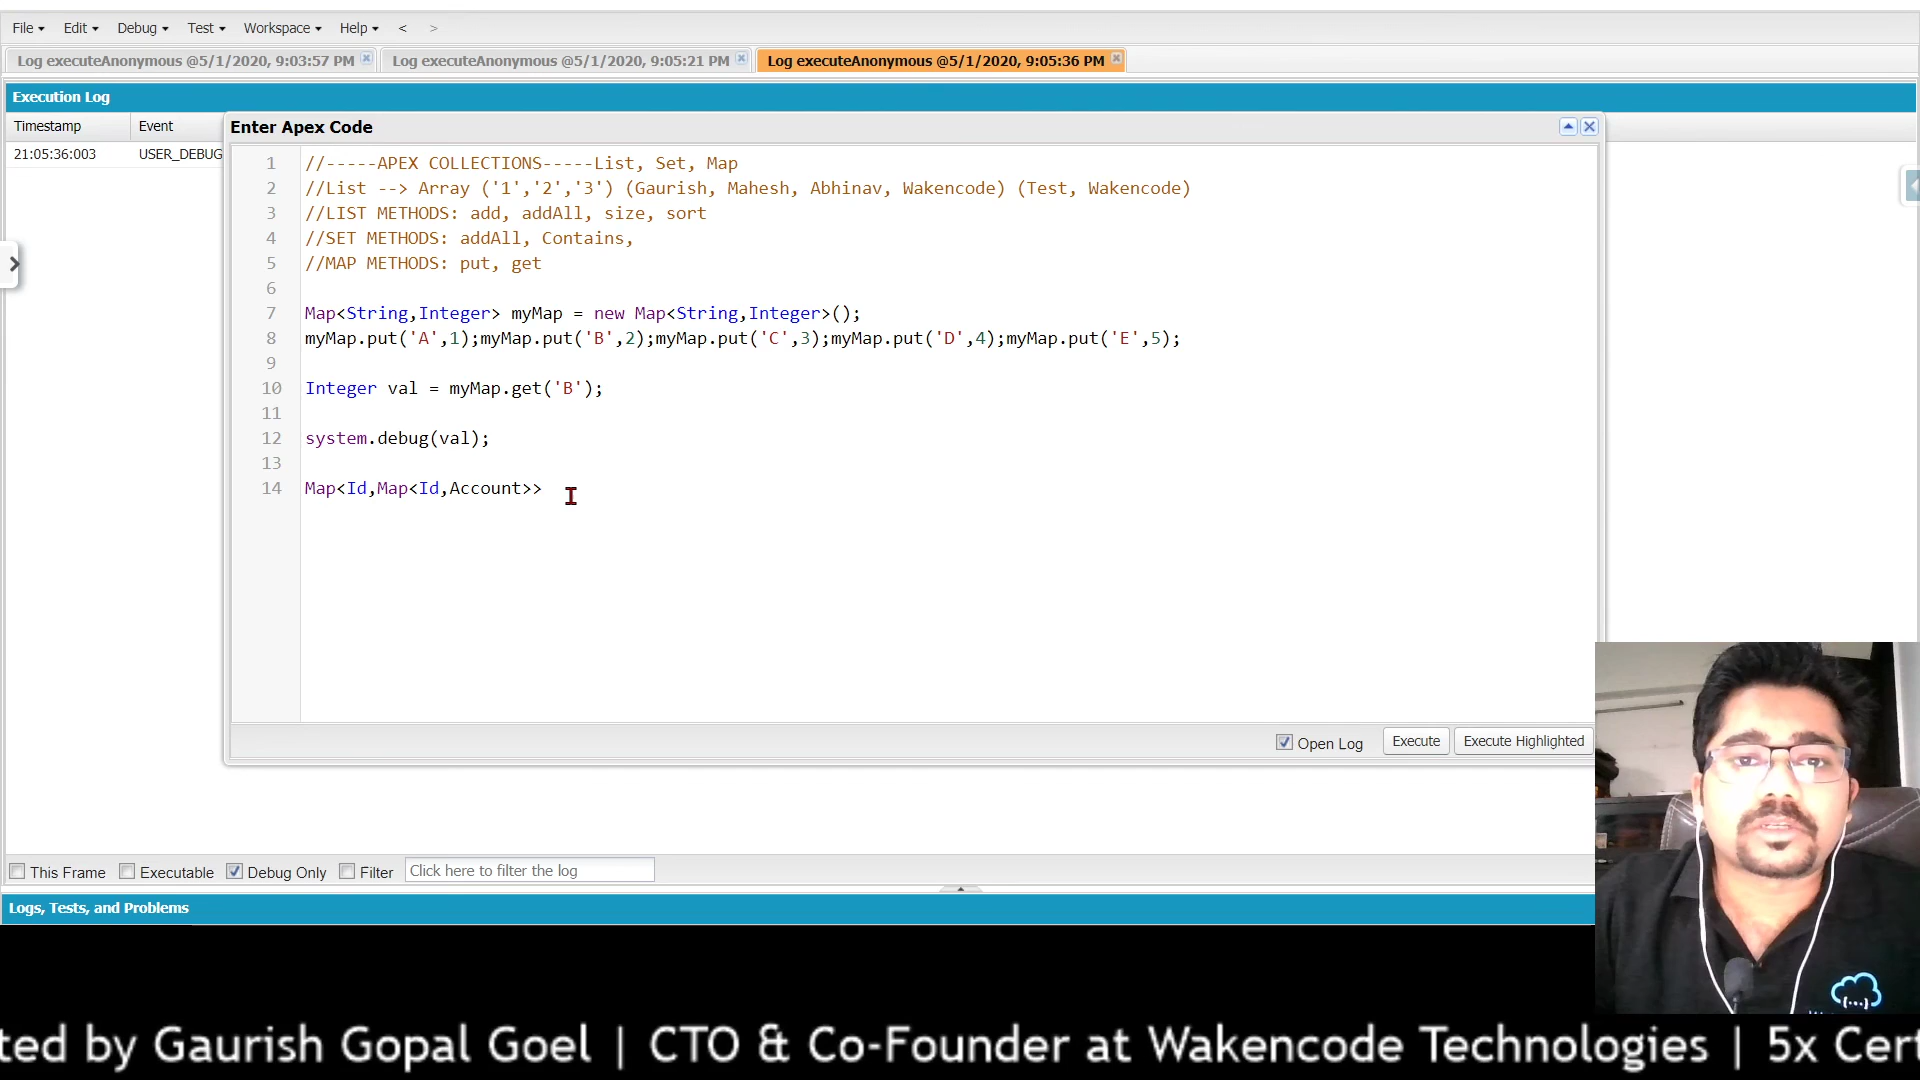 File Edit Debug Test Workspace Help < >
Log executeAnonymous @5/1/2020, 9:03:57 PM Log executeAnonymous @5/1/2020, 9:05:21 PM Log executeAnonymous @5/1/2020, 9:05:36 PM
Execution Log
Timestamp Event
21:05:36:003 USER_DEBUG
Enter Apex Code
1 //-----APEX COLLECTIONS-----List, Set, Map
2 //List --> Array ('1','2','3') (Gaurish, Mahesh, Abhinav, Wakencode) (Test, Wakencode)
3 //LIST METHODS: add, addAll, size, sort
4 //SET METHODS: addAll, Contains,
5 //MAP METHODS: put, get
6
7 Map<String,Integer> myMap = new Map<String,Integer>();
8 myMap.put('A',1);myMap.put('B',2);myMap.put('C',3);myMap.put('D',4);myMap.put('E',5);
9
10 Integer val = myMap.get('B');
11
12 system.debug(val);
13
14 Map<Id,Map<Id,Account>>
Open Log Execute Execute Highlighted
This Frame Executable Debug Only Filter Click here to filter the log
Logs, Tests, and Problems
ted by Gaurish Gopal Goel | CTO & Co-Founder at Wakencode Technologies | 5x Cert